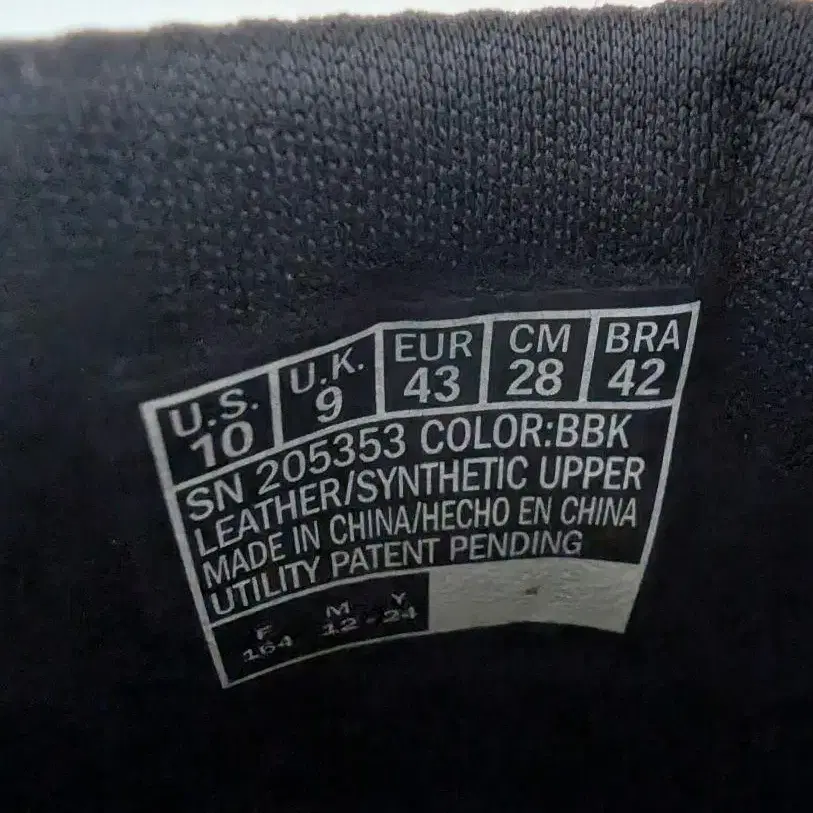 U.S. U.K. EUR CM BRA
10 9 43 28 42
SN 205353 COLOR:BBK
LEATHER/SYNTHETIC UPPER
MADE IN CHINA/HECHO EN CHINA
UTILITY PATENT PENDING
F M Y
164 12-24